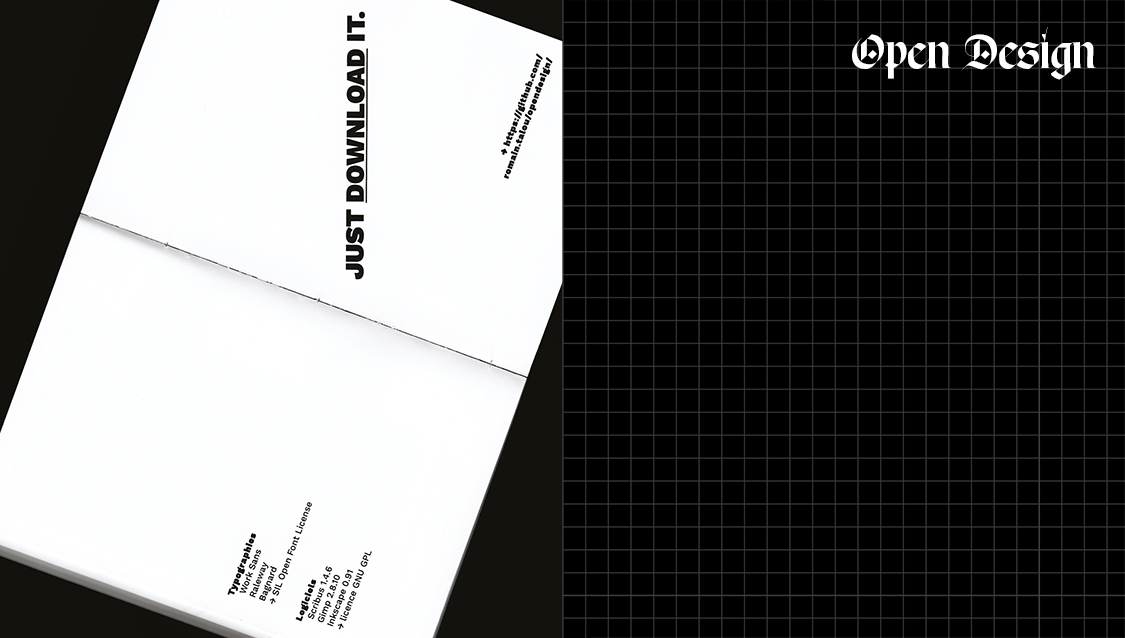 JUST DOWNLOAD IT.
→ https://github.com/
romain.talou/opendesign/
Open Design
Typographies
Work Sans
Raleway
Bagnard
→ SIL Open Font License
Logiciels
Scribus 1.4.6
Gimp 2.8.10
Inkscape 0.91
→ licence GNU GPL